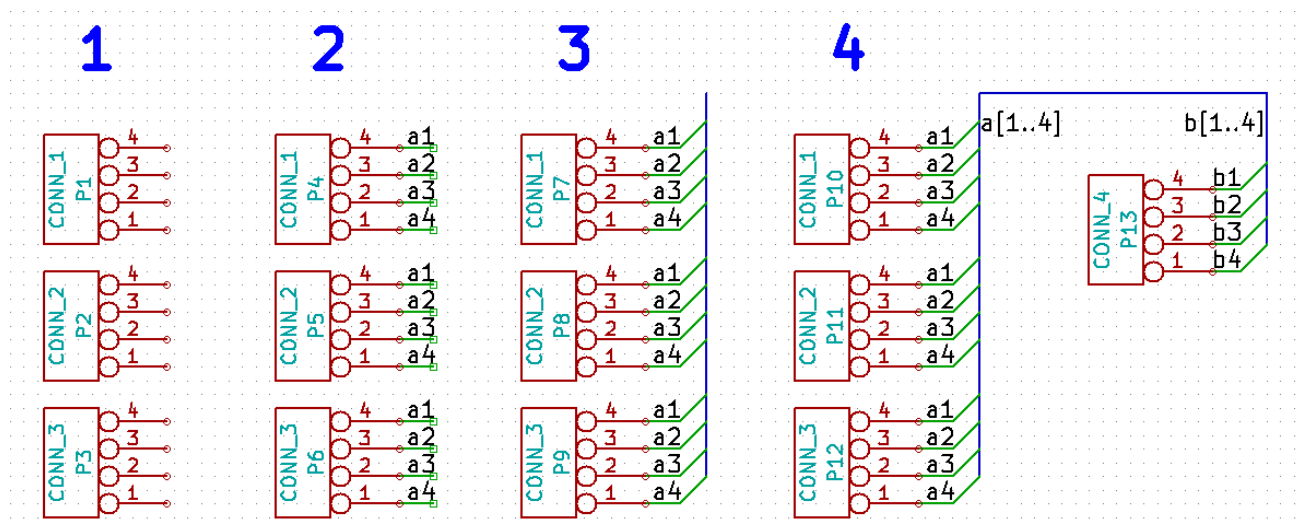 1 2 3 4
a[1..4] b[1..4]
CONN_1 P1 4 3 2 1
CONN_1 P4 4 a1 3 a2 2 a3 1 a4
CONN_1 P7 4 a1 3 a2 2 a3 1 a4
CONN_1 P10 4 a1 3 a2 2 a3 1 a4
CONN_4 P13 4 b1 3 b2 2 b3 1 b4
CONN_2 P2 4 3 2 1
CONN_2 P5 4 a1 3 a2 2 a3 1 a4
CONN_2 P8 4 a1 3 a2 2 a3 1 a4
CONN_2 P11 4 a1 3 a2 2 a3 1 a4
CONN_3 P3 4 3 2 1
CONN_3 P6 4 a1 3 a2 2 a3 1 a4
CONN_3 P9 4 a1 3 a2 2 a3 1 a4
CONN_3 P12 4 a1 3 a2 2 a3 1 a4